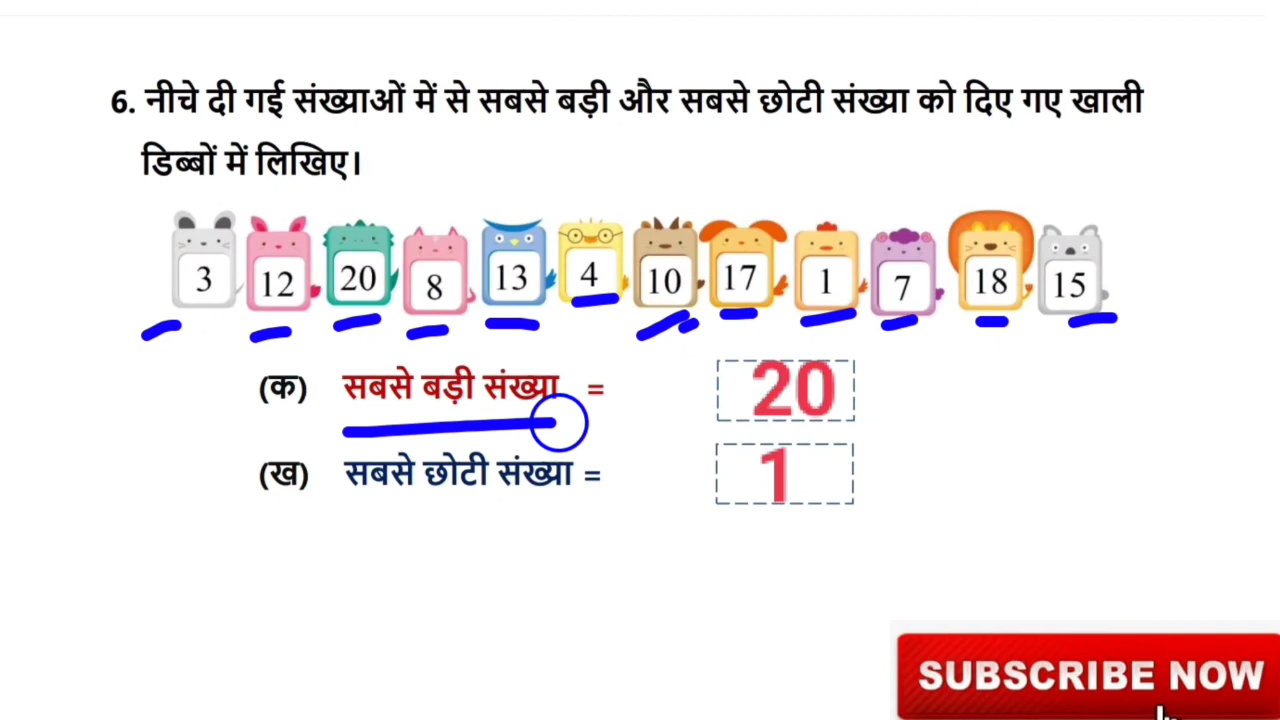 6. नीचे दी गई संख्याओं में से सबसे बड़ी और सबसे छोटी संख्या को दिए गए खाली
डिब्बों में लिखिए।
3 12 20 8 13 4 10 17 1 7 18 15
(क) सबसे बड़ी संख्या = 20
(ख) सबसे छोटी संख्या = 1
SUBSCRIBE NOW